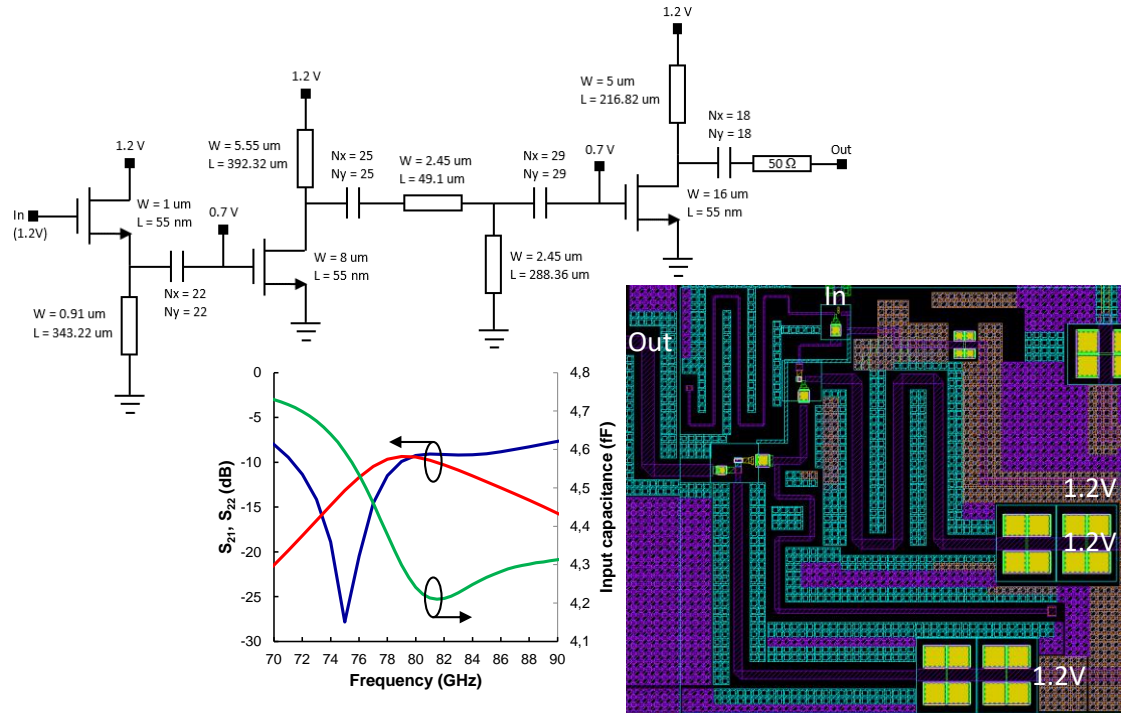 1.2 V
W = 5 um
L = 216.82 um
Nx = 18
Ny = 18
50 Ω
Out
1.2 V
W = 5.55 um
L = 392.32 um
Nx = 25
Ny = 25
W = 2.45 um
L = 49.1 um
Nx = 29
Ny = 29
0.7 V
W = 16 um
L = 55 nm
1.2 V
W = 1 um
L = 55 nm
In
(1.2V)
0.7 V
W = 8 um
L = 55 nm
W = 2.45 um
L = 288.36 um
Nx = 22
Ny = 22
W = 0.91 um
L = 343.22 um
0
-5
-10
-15
-20
-25
-30
S21, S22 (dB)
70 72 74 76 78 80 82 84 86 88 90
Frequency (GHz)
4,8
4,7
4,6
4,5
4,4
4,3
4,2
4,1
Input capacitance (fF)
In
Out
1.2V
1.2V
1.2V